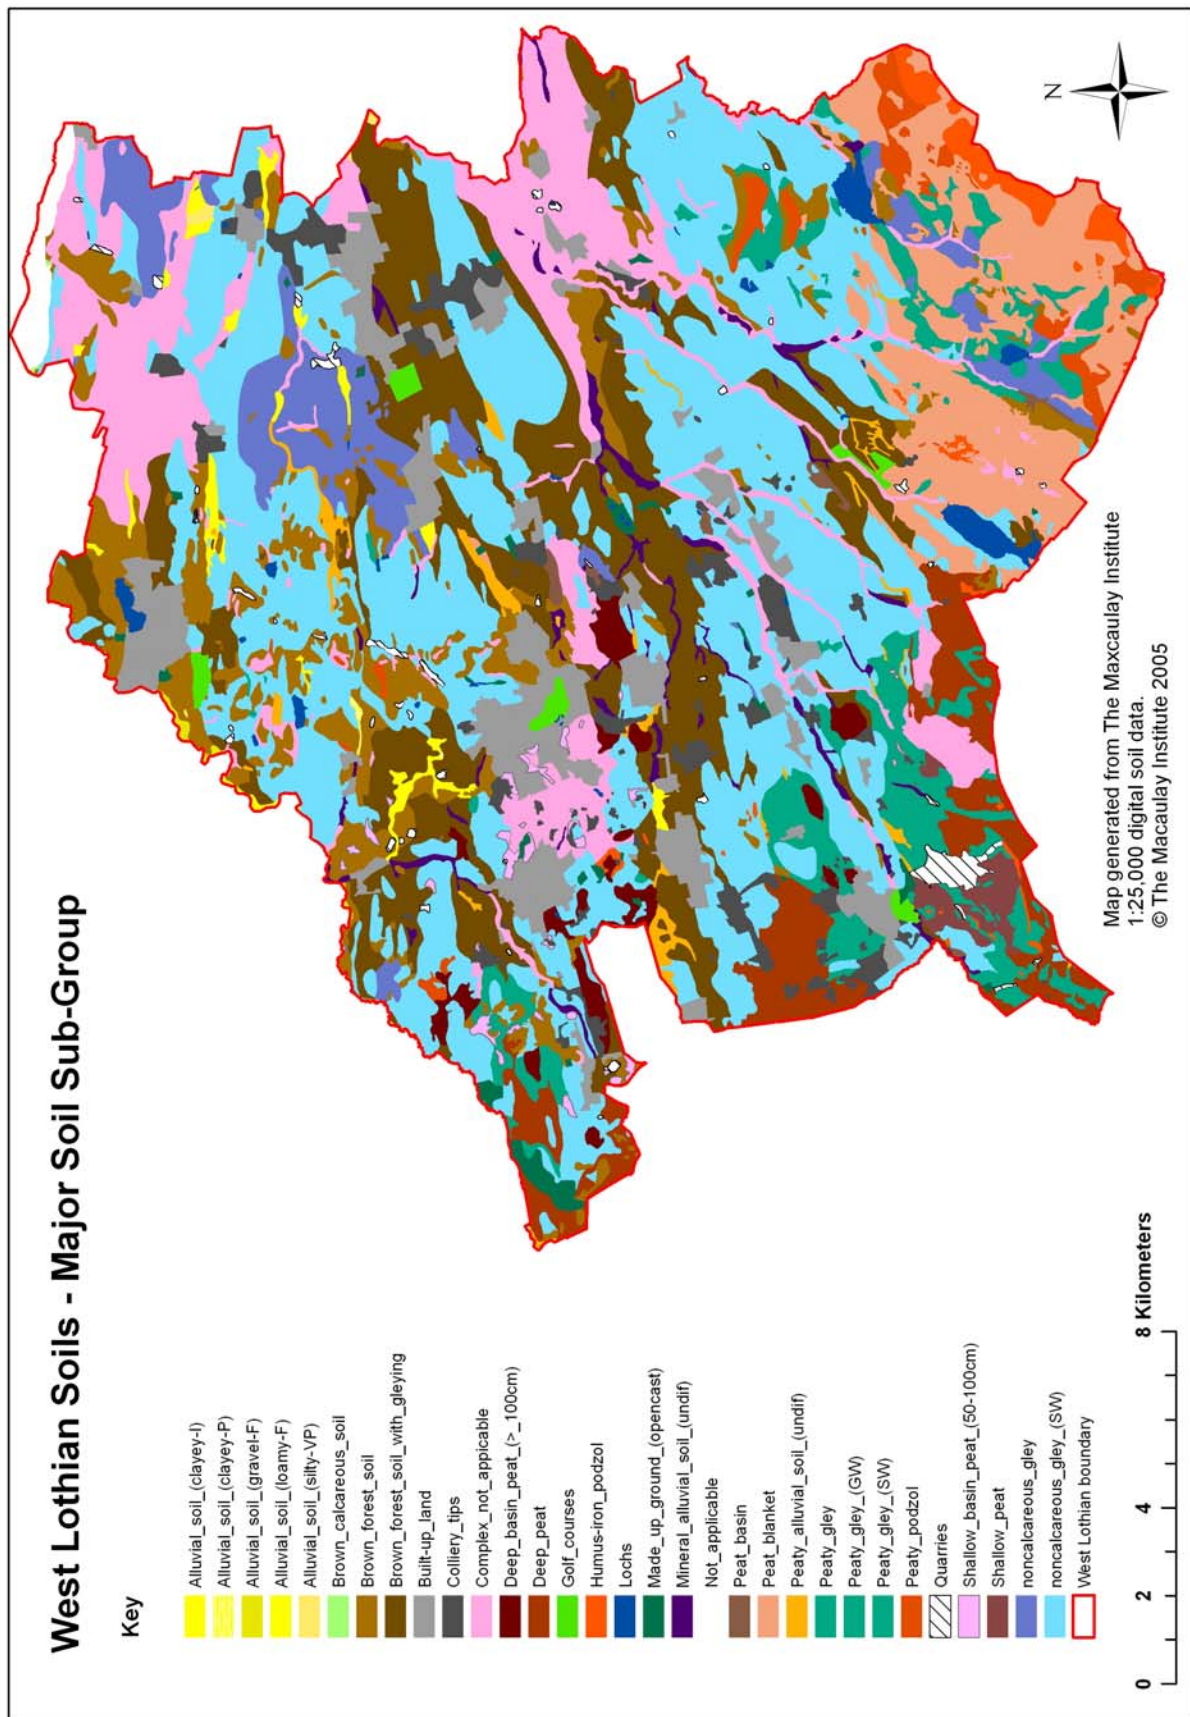 West Lothian Soils - Major Soil Sub-Group
Key
Alluvial_soil_(clayey-I)
Alluvial_soil_(clayey-P)
Alluvial_soil_(gravel-F)
Alluvial_soil_(loamy-F)
Alluvial_soil_(silty-VP)
Brown_calcareous_soil
Brown_forest_soil
Brown_forest_soil_with_gleying
Built-up_land
Colliery_tips
Complex_not_appicable
Deep_basin_peat_(>_100cm)
Deep_peat
Golf_courses
Humus-iron_podzol
Lochs
Made_up_ground_(opencast)
Mineral_alluvial_soil_(undif)
Not_applicable
Peat_basin
Peat_blanket
Peaty_alluvial_soil_(undif)
Peaty_gley
Peaty_gley_(GW)
Peaty_gley_(SW)
Peaty_podzol
Quarries
Shallow_basin_peat_(50-100cm)
Shallow_peat
noncalcareous_gley
noncalcareous_gley_(SW)
West Lothian boundary
0 2 4 8 Kilometers
Map generated from The Maxcaulay Institute
1:25,000 digital soil data.
© The Macaulay Institute 2005
N